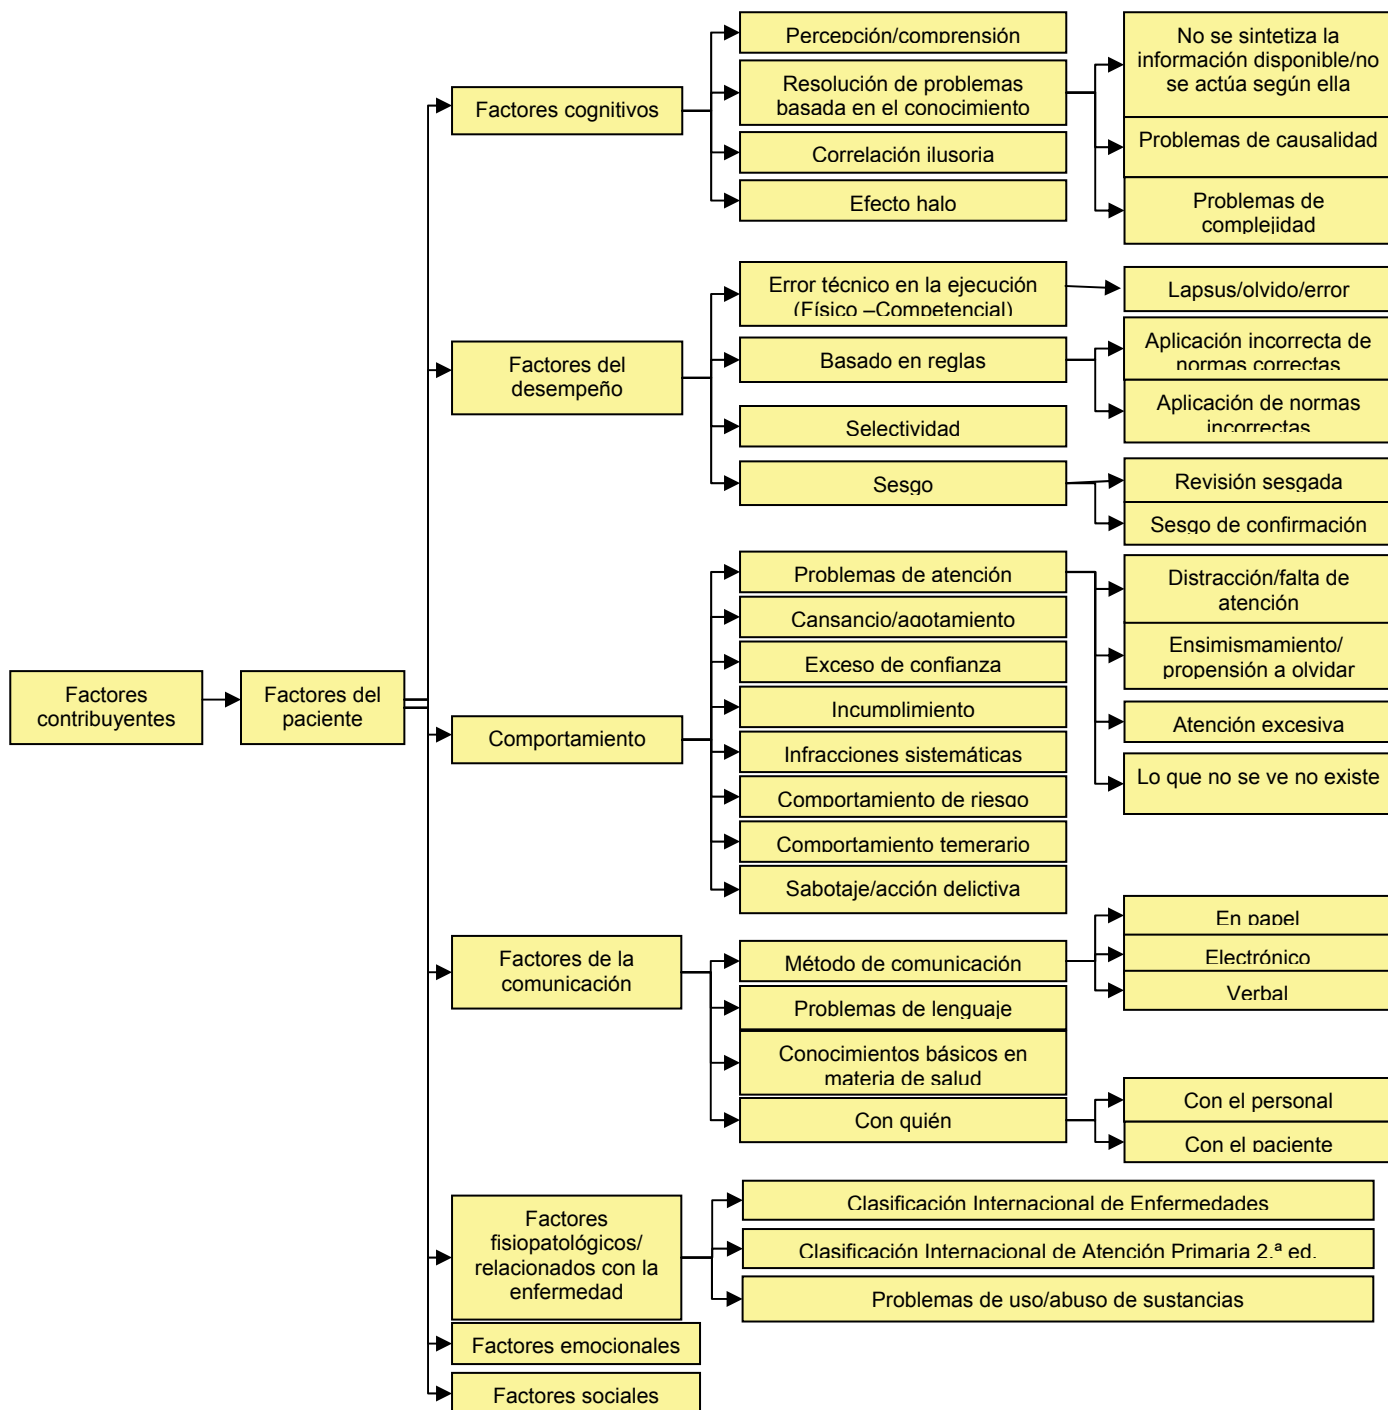 Factores
contribuyentes
Factores del
paciente
Factores cognitivos
Percepción/comprensión
Resolución de problemas
basada en el conocimiento
No se sintetiza la
información disponible/no
se actúa según ella
Problemas de causalidad
Problemas de
complejidad
Correlación ilusoria
Efecto halo
Factores del
desempeño
Error técnico en la ejecución
(Físico –Competencial)
Lapsus/olvido/error
Basado en reglas
Aplicación incorrecta de
normas correctas
Aplicación de normas
incorrectas
Selectividad
Sesgo
Revisión sesgada
Sesgo de confirmación
Comportamiento
Problemas de atención
Distracción/falta de
atención
Ensimismamiento/
propensión a olvidar
Atención excesiva
Lo que no se ve no existe
Cansancio/agotamiento
Exceso de confianza
Incumplimiento
Infracciones sistemáticas
Comportamiento de riesgo
Comportamiento temerario
Sabotaje/acción delictiva
Factores de la
comunicación
Método de comunicación
En papel
Electrónico
Verbal
Problemas de lenguaje
Conocimientos básicos en
materia de salud
Con quién
Con el personal
Con el paciente
Factores
fisiopatológicos/
relacionados con la
enfermedad
Clasificación Internacional de Enfermedades
Clasificación Internacional de Atención Primaria 2.ª ed.
Problemas de uso/abuso de sustancias
Factores emocionales
Factores sociales